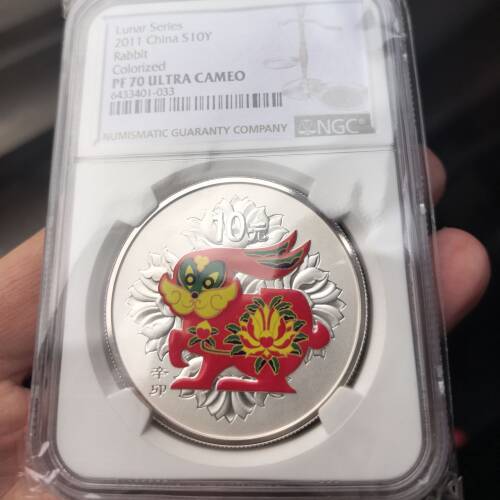 Lunar Series
2011 China S10Y
Rabbit
Colorized
PF 70 ULTRA CAMEO
6433401-033
NUMISMATIC GUARANTY COMPANY
NGC
10元
辛
卯